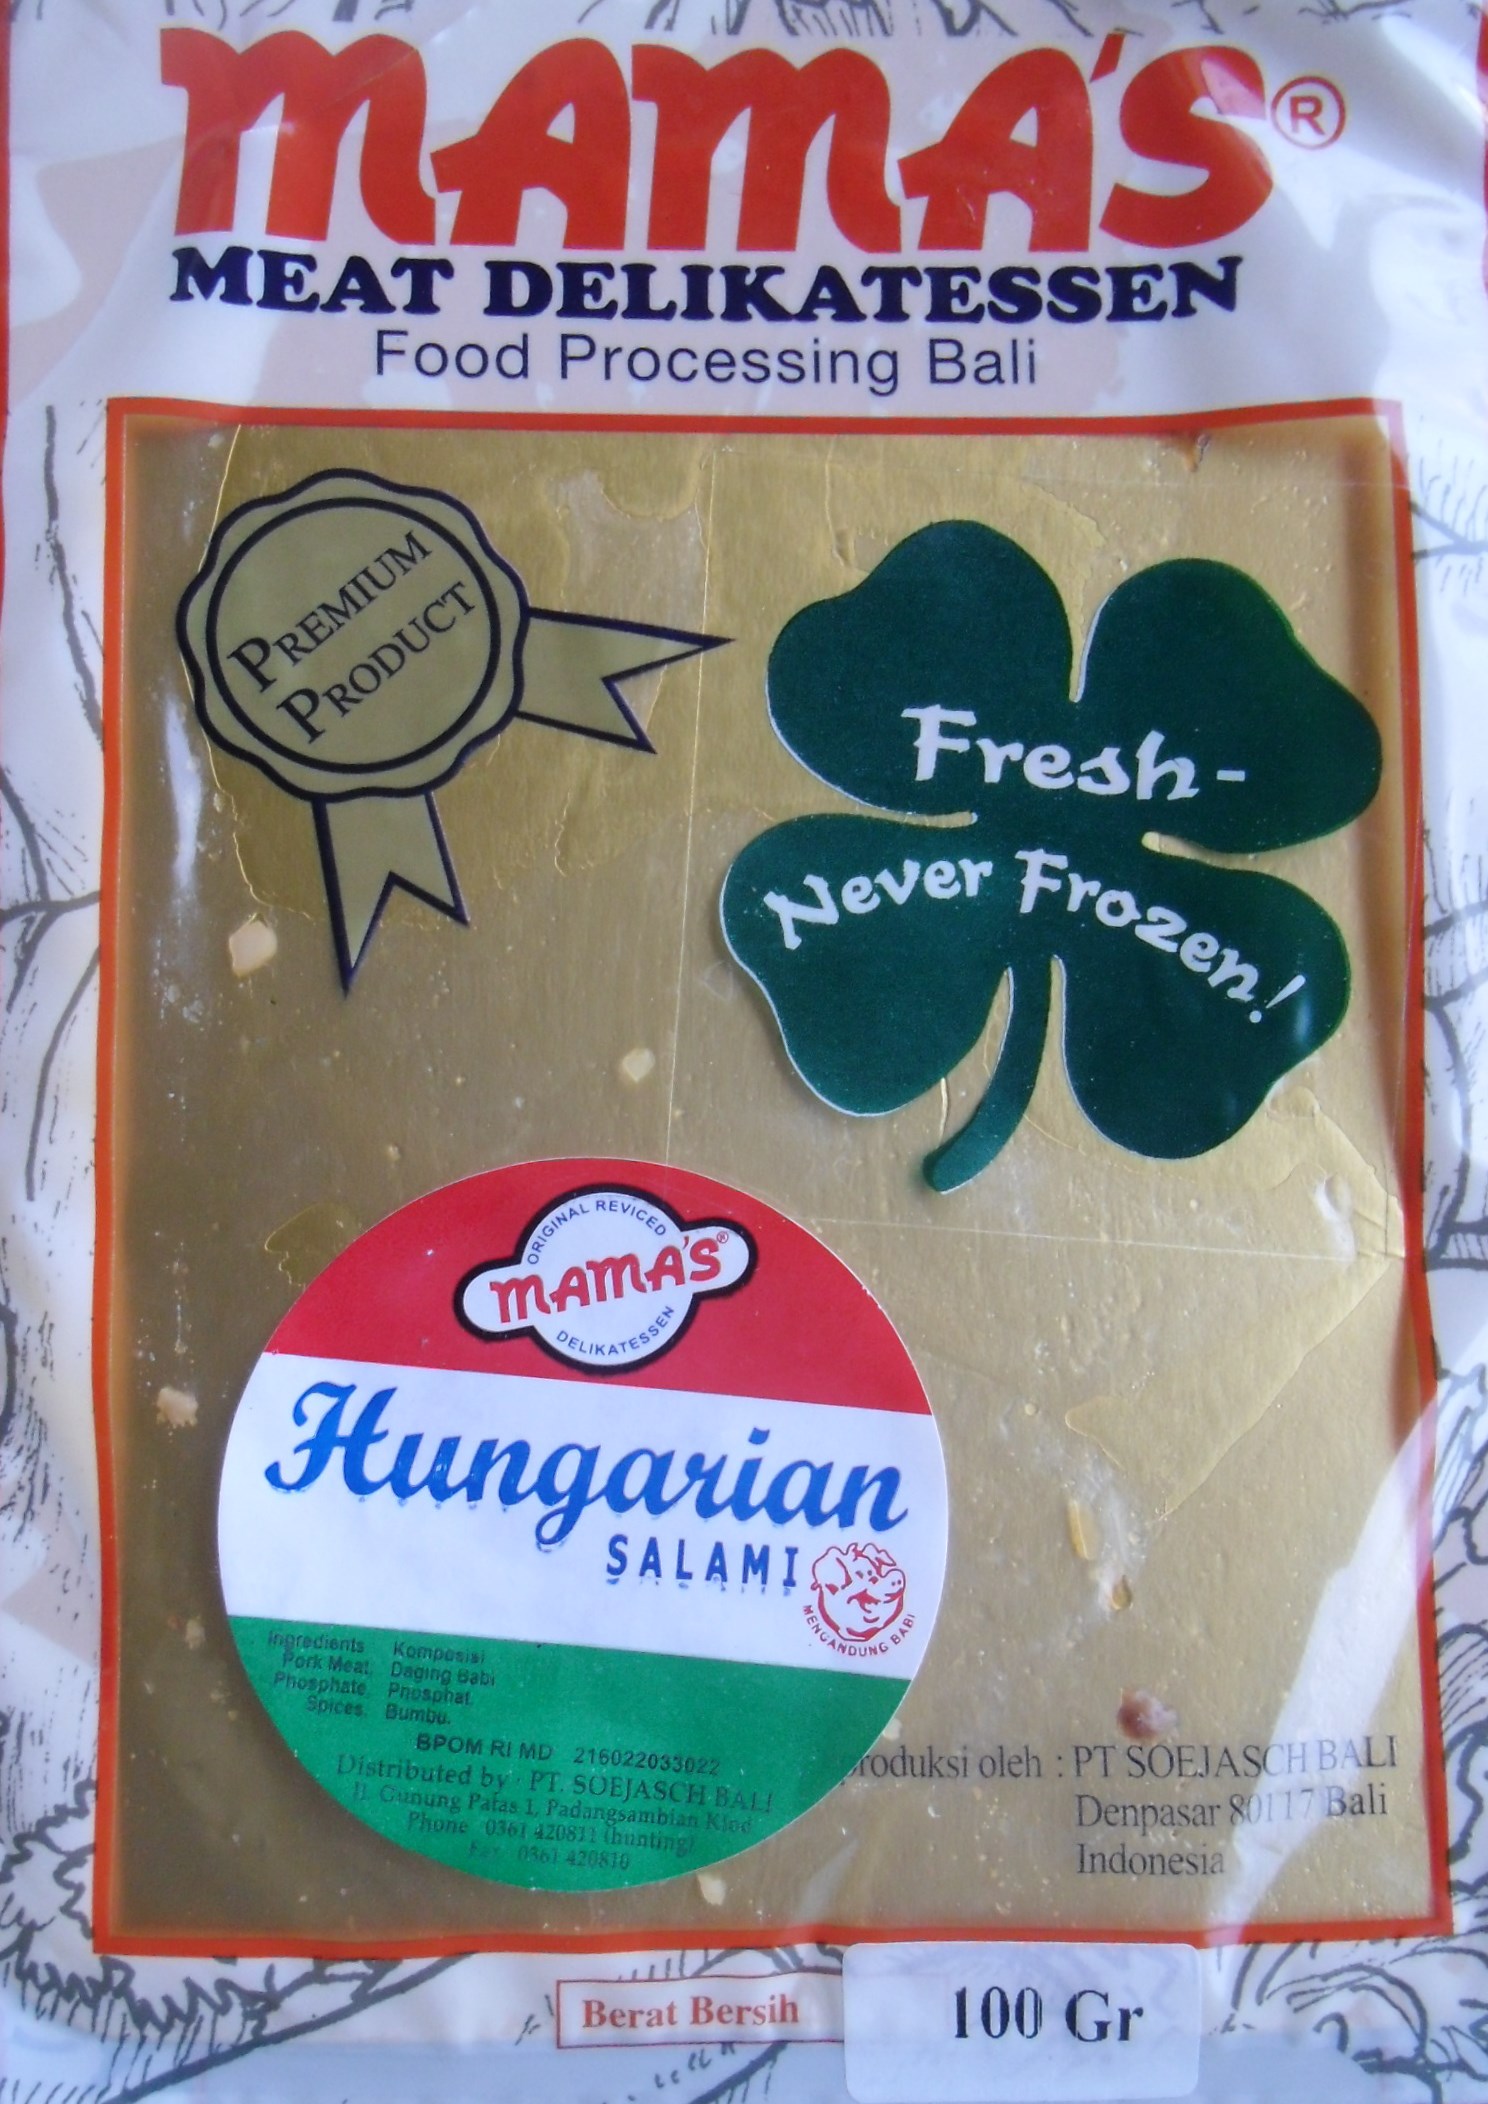 MAMA'S®
MEAT DELIKATESSEN
Food Processing Bali
PREMIUM
PRODUCT
Fresh-
Never Frozen!
ORIGINAL REVICED
MAMA'S®
DELIKATESSEN
Hungarian
SALAMI
MENGANDUNG BABI
Ingredients Komposisi
Pork Meat, Daging Babi
Phosphate, Phosphat,
Spices. Bumbu.
BPOM RI MD 216022033022
Distributed by : PT. SOEJASCH BALI
Jl. Gunung Patas I, Padangsambian Klod
Phone 0361 420811 (hunting)
Fax 0361 420810
produksi oleh : PT SOEJASCH BALI
Denpasar 80117 Bali
Indonesia
Berat Bersih
100 Gr